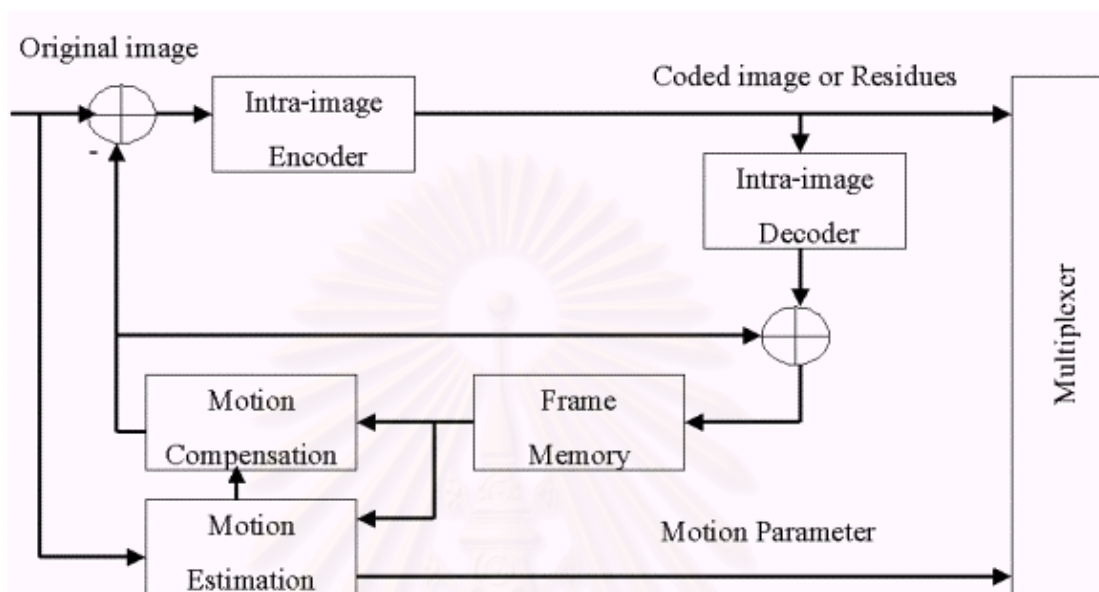 Original image
Coded image or Residues
Intra-image
Encoder
Intra-image
Decoder
Multiplexer
Motion
Compensation
Frame
Memory
Motion
Estimation
Motion Parameter
-